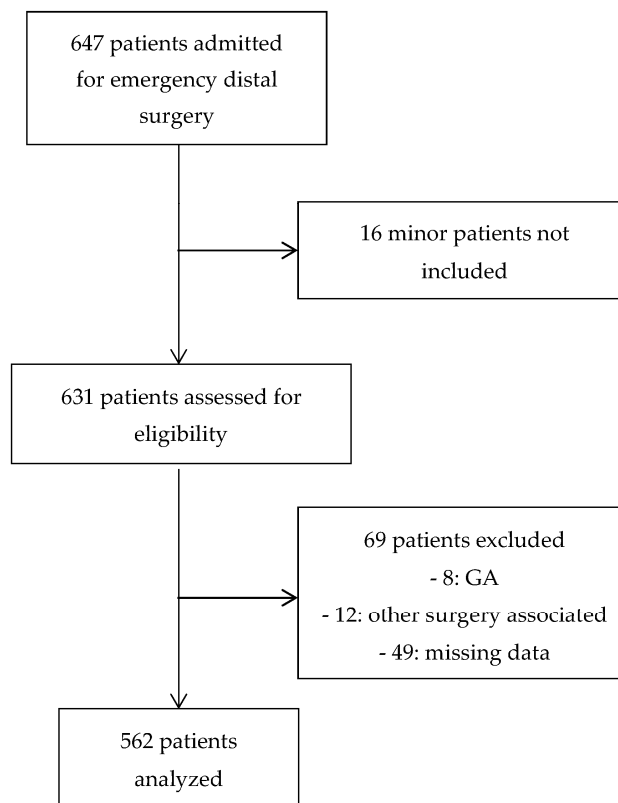 647 patients admitted
for emergency distal
surgery
16 minor patients not
included
631 patients assessed for
eligibility
69 patients excluded
- 8: GA
- 12: other surgery associated
- 49: missing data
562 patients
analyzed